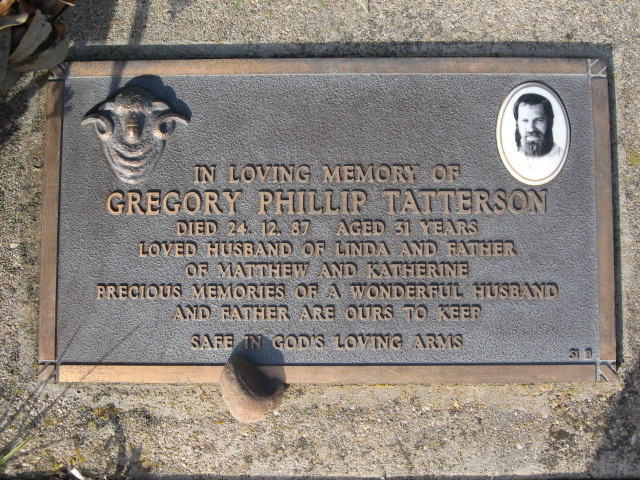 IN LOVING MEMORY OF
GREGORY PHILLIP TATTERSON
DIED 24. 12. 87 AGED 31 YEARS
LOVED HUSBAND OF LINDA AND FATHER
OF MATTHEW AND KATHERINE
PRECIOUS MEMORIES OF A WONDERFUL HUSBAND
AND FATHER ARE OURS TO KEEP
SAFE IN GOD'S LOVING ARMS